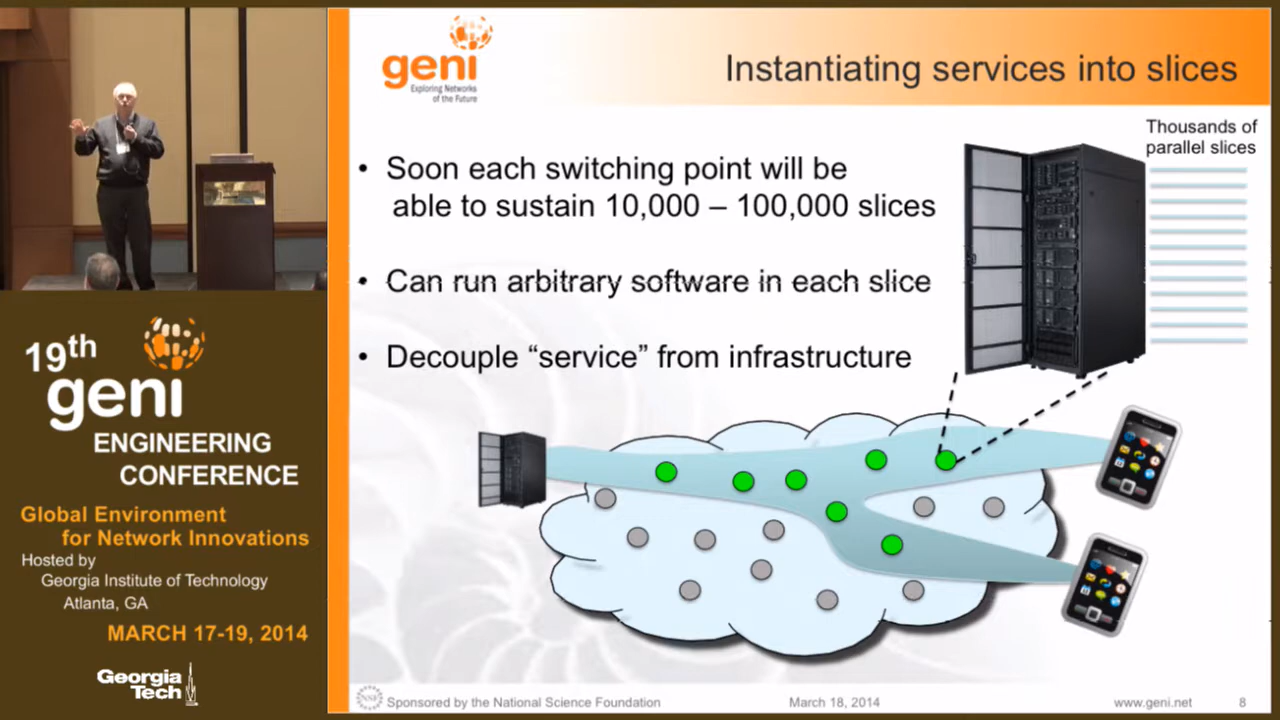 geni
Exploring Networks
of the Future
Instantiating services into slices
Thousands of
parallel slices
• Soon each switching point will be
able to sustain 10,000 – 100,000 slices
• Can run arbitrary software in each slice
• Decouple “service” from infrastructure
19th
geni
ENGINEERING
CONFERENCE
Global Environment
for Network Innovations
Hosted by
Georgia Institute of Technology
Atlanta, GA
MARCH 17-19, 2014
Georgia
Tech
NSF
Sponsored by the National Science Foundation
March 18, 2014
www.geni.net
8